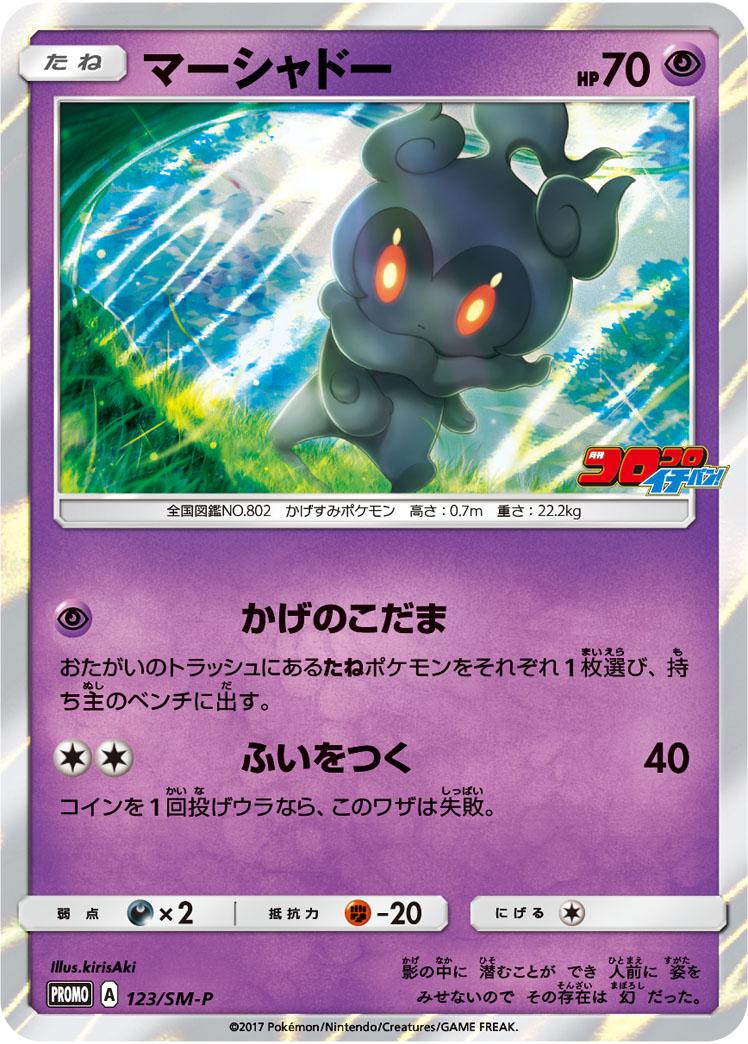 たね マーシャドー HP70
月刊コロコロイチバン!
全国図鑑NO.802 かげすみポケモン 高さ:0.7m 重さ:22.2kg
かげのこだま
おたがいのトラッシュにあるたねポケモンをそれぞれ1枚選び、持
ち主のベンチに出す。
ふいをつく 40
コインを1回投げウラなら、このワザは失敗。
弱点 ×2 抵抗力 -20 にげる
Illus.kirisAki
PROMO A 123/SM-P
影の中に 潜むことが でき 人前に 姿を
みせないので その存在は 幻 だった。
©2017 Pokémon/Nintendo/Creatures/GAME FREAK.